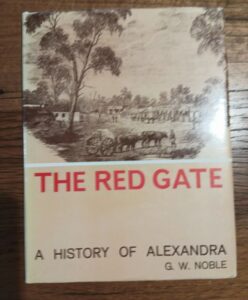 THE RED GATE
A HISTORY OF ALEXANDRA
G. W. NOBLE